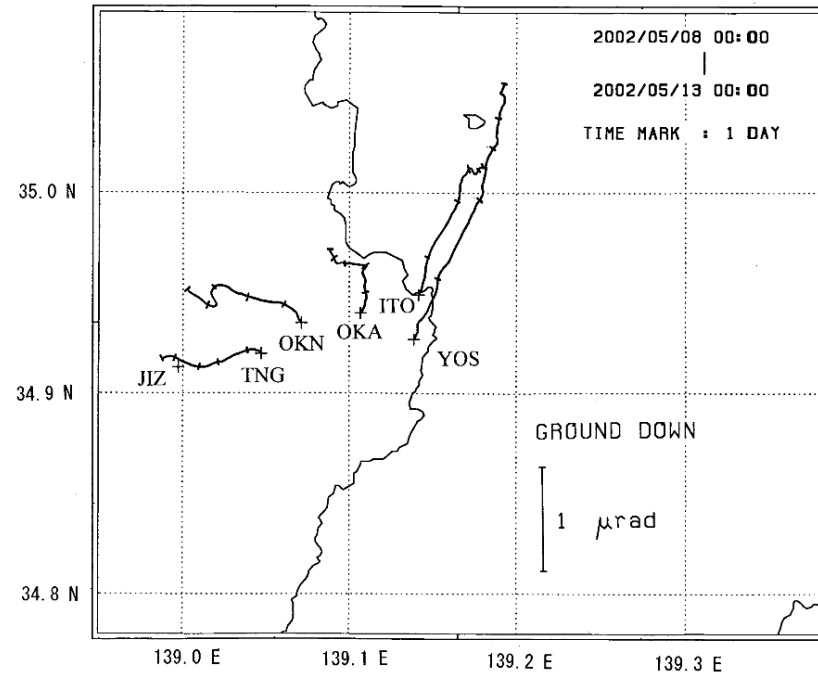 2002/05/08 00:00
|
2002/05/13 00:00
TIME MARK : 1 DAY
35.0 N
ITO
OKN
OKA
YOS
JIZ
TNG
34.9 N
GROUND DOWN
1 μrad
34.8 N
139.0 E
139.1 E
139.2 E
139.3 E